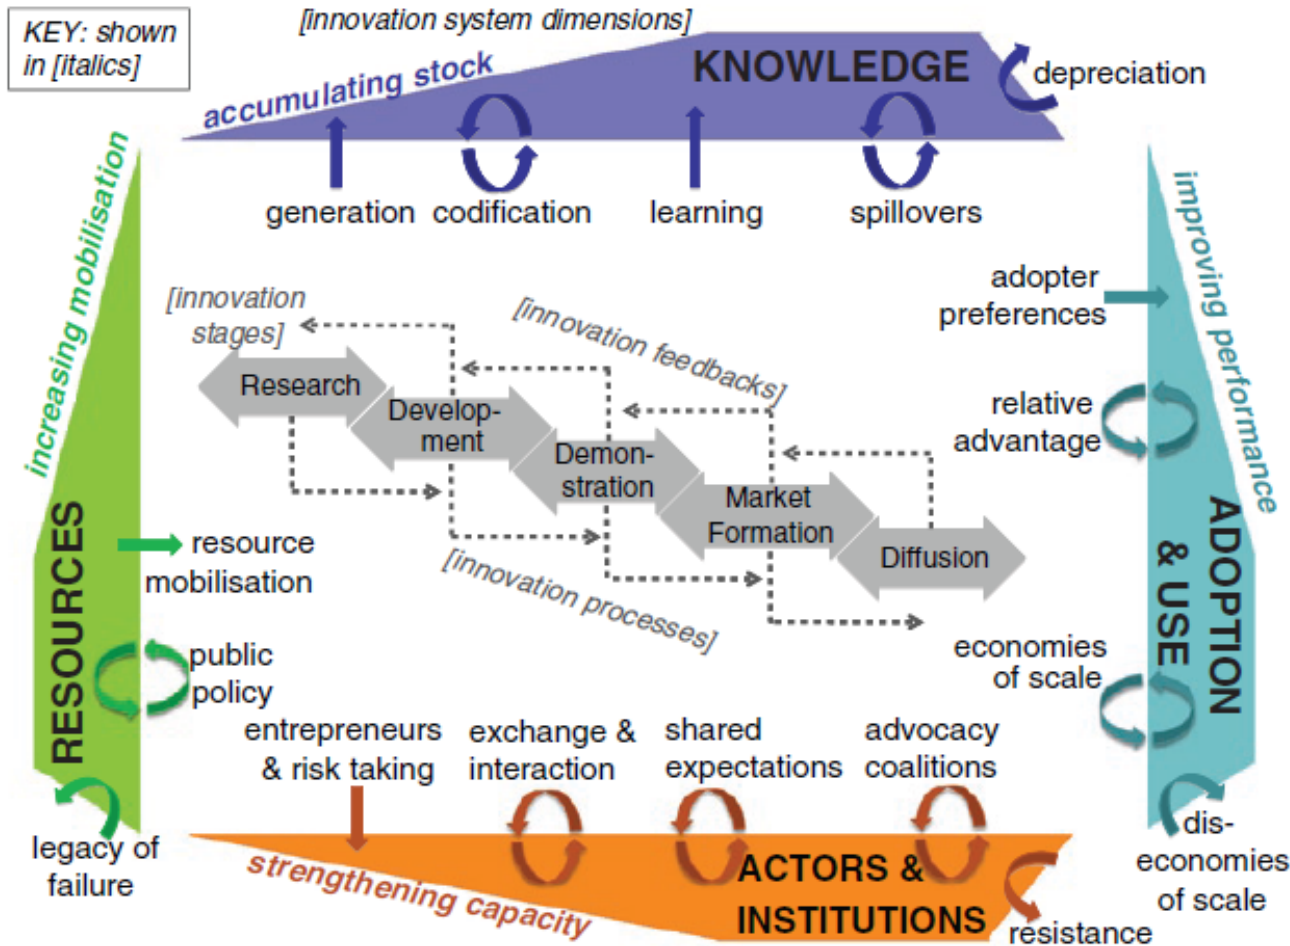 KEY: shown
in [italics]
[innovation system dimensions]
accumulating stock
KNOWLEDGE
depreciation
generation
codification
learning
spillovers
increasing mobilisation
RESOURCES
resource
mobilisation
public
policy
legacy of
failure
[innovation
stages]
[innovation feedbacks]
Research
Develop-
ment
Demon-
stration
Market
Formation
Diffusion
[innovation processes]
adopter
preferences
relative
advantage
economies
of scale
improving performance
ADOPTION
& USE
dis-
economies
of scale
entrepreneurs
& risk taking
exchange &
interaction
shared
expectations
advocacy
coalitions
strengthening capacity
ACTORS &
INSTITUTIONS
resistance